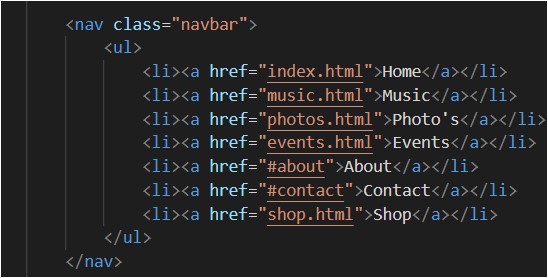 <nav class="navbar">
<ul>
<li><a href="index.html">Home</a></li>
<li><a href="music.html">Music</a></li>
<li><a href="photos.html">Photo's</a></li>
<li><a href="events.html">Events</a></li>
<li><a href="#about">About</a></li>
<li><a href="#contact">Contact</a></li>
<li><a href="shop.html">Shop</a></li>
</ul>
</nav>